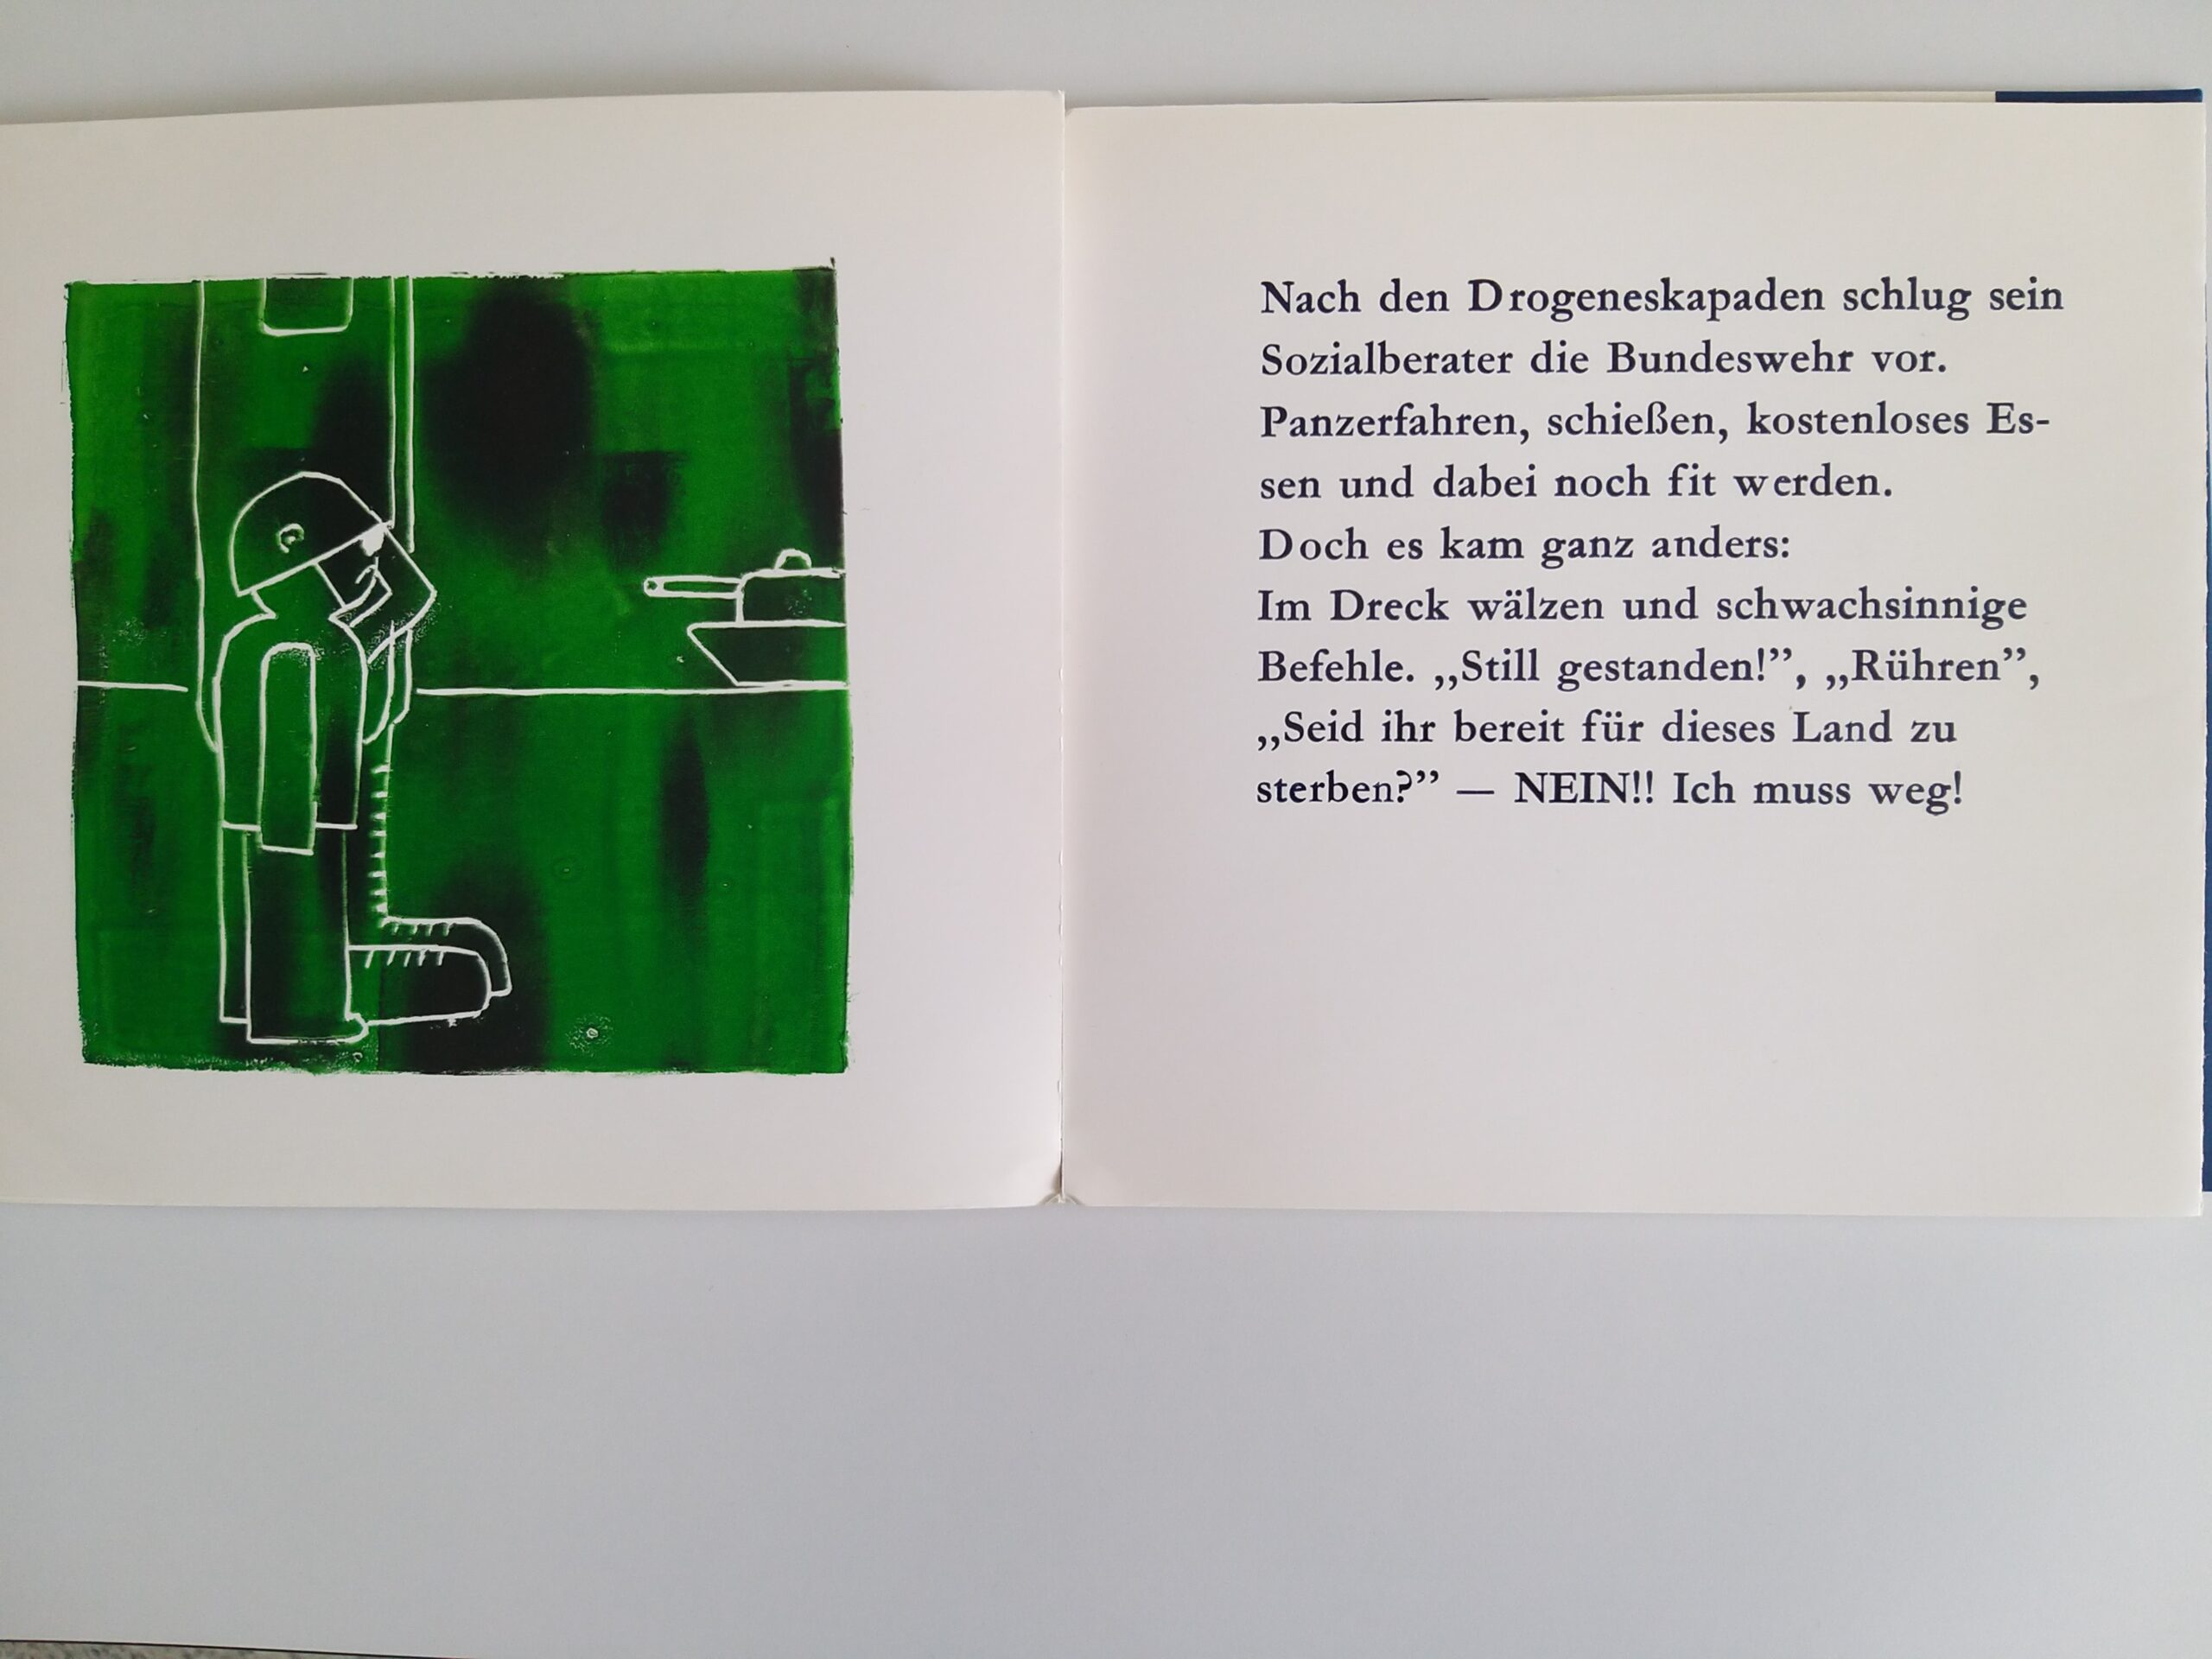 Nach den Drogeneskapaden schlug sein
Sozialberater die Bundeswehr vor.
Panzerfahren, schießen, kostenloses Es-
sen und dabei noch fit werden.
Doch es kam ganz anders:
Im Dreck wälzen und schwachsinnige
Befehle. „Still gestanden!”, „Rühren”,
„Seid ihr bereit für dieses Land zu
sterben?” — NEIN!! Ich muss weg!